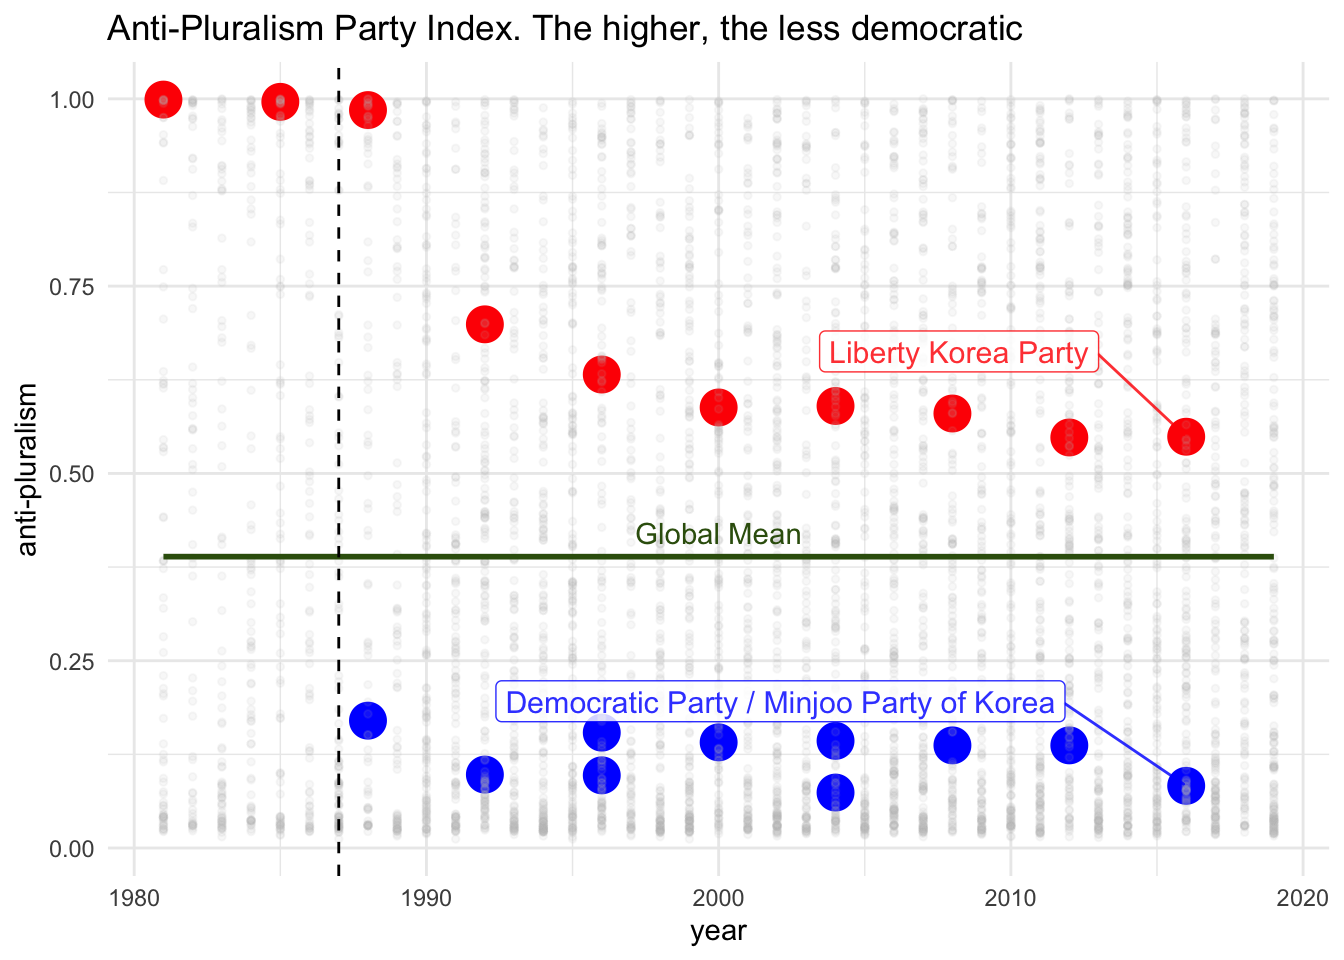 Anti-Pluralism Party Index. The higher, the less democratic
1.00
0.75
0.50
0.25
0.00
anti-pluralism
Liberty Korea Party
Global Mean
Democratic Party / Minjoo Party of Korea
1980
1990
2000
2010
2020
year